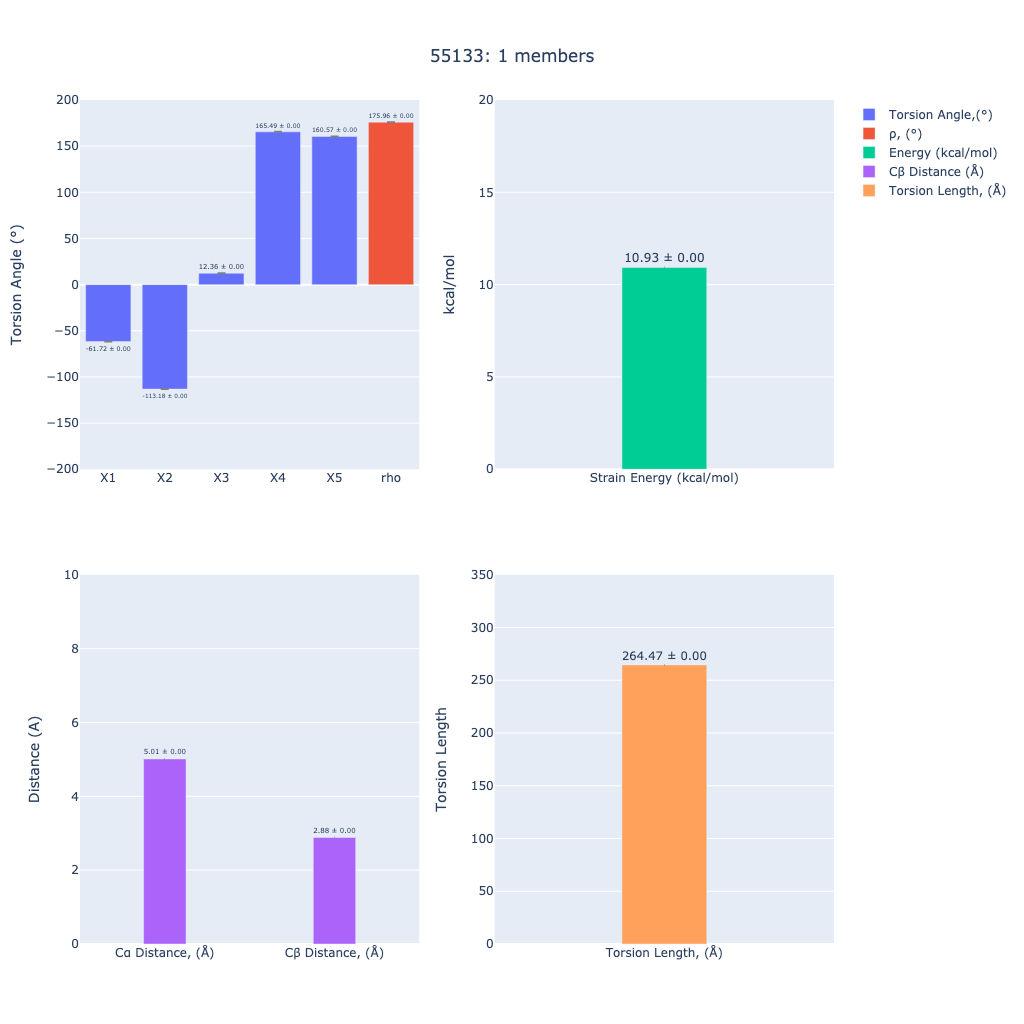 55133: 1 members
200
150
100
50
0
−50
−100
−150
−200
Torsion Angle (°)
-61.72 ± 0.00
-113.18 ± 0.00
12.36 ± 0.00
165.49 ± 0.00
160.57 ± 0.00
175.96 ± 0.00
X1 X2 X3 X4 X5 rho
20
15
10
5
0
kcal/mol
10.93 ± 0.00
Strain Energy (kcal/mol)
Torsion Angle,(°)
ρ, (°)
Energy (kcal/mol)
Cβ Distance (Å)
Torsion Length, (Å)
10
8
6
4
2
0
Distance (A)
5.01 ± 0.00
2.88 ± 0.00
Cα Distance, (Å) Cβ Distance, (Å)
350
300
250
200
150
100
50
0
Torsion Length
264.47 ± 0.00
Torsion Length, (Å)